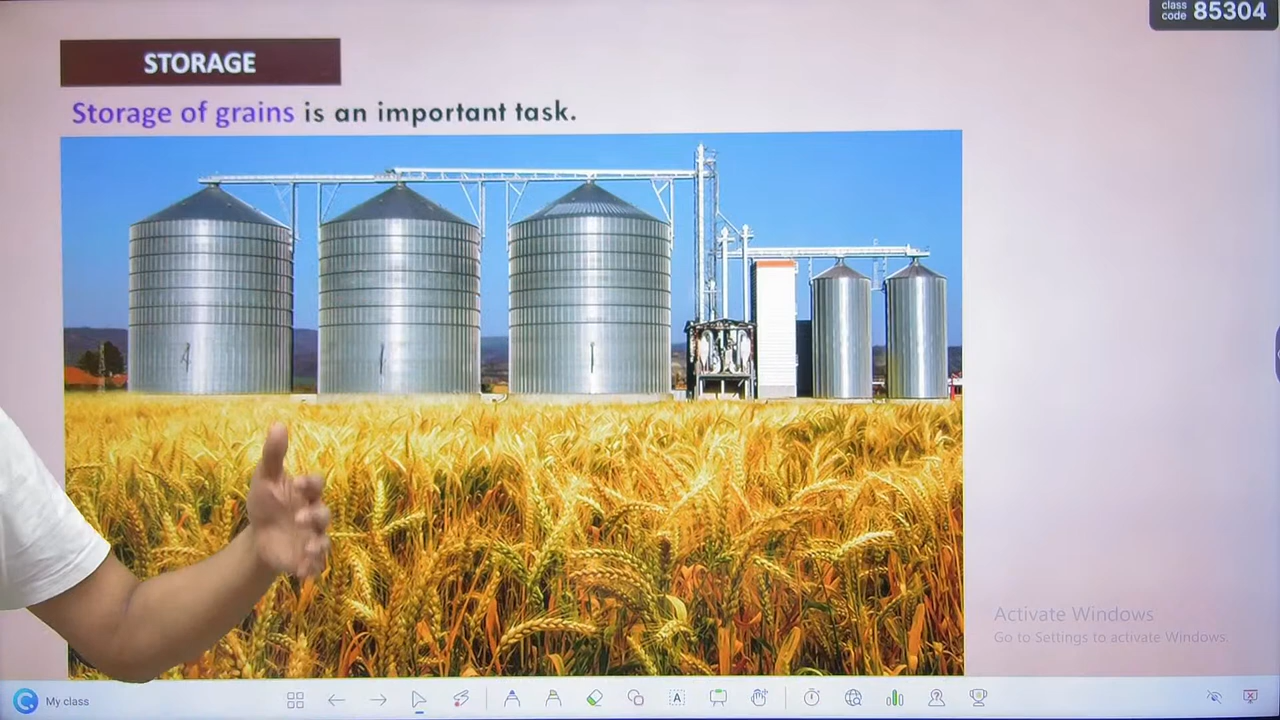 class code 85304
STORAGE
Storage of grains is an important task.
Activate Windows
Go to Settings to activate Windows.
A
My class